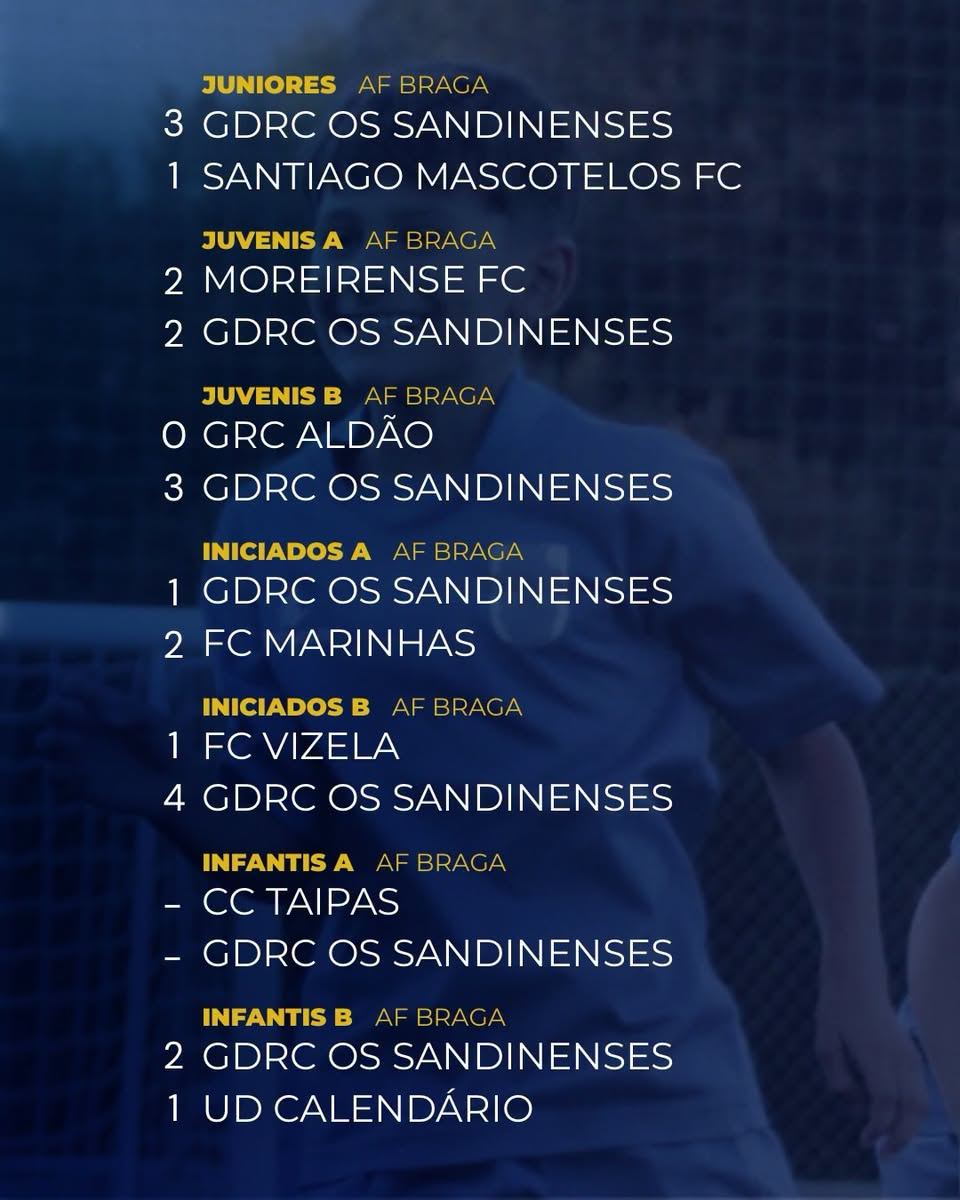 JUNIORES AF BRAGA
3 GDRC OS SANDINENSES
1 SANTIAGO MASCOTELOS FC
JUVENIS A AF BRAGA
2 MOREIRENSE FC
2 GDRC OS SANDINENSES
JUVENIS B AF BRAGA
0 GRC ALDÃO
3 GDRC OS SANDINENSES
INICIADOS A AF BRAGA
1 GDRC OS SANDINENSES
2 FC MARINHAS
INICIADOS B AF BRAGA
1 FC VIZELA
4 GDRC OS SANDINENSES
INFANTIS A AF BRAGA
– CC TAIPAS
– GDRC OS SANDINENSES
INFANTIS B AF BRAGA
2 GDRC OS SANDINENSES
1 UD CALENDÁRIO